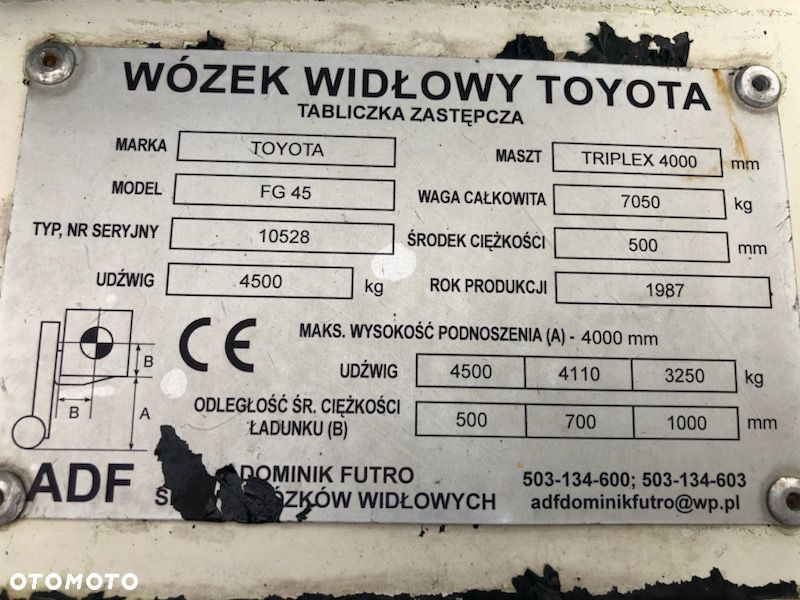 WÓZEK WIDŁOWY TOYOTA
TABLICZKA ZASTĘPCZA
MARKA TOYOTA
MODEL FG 45
TYP, NR SERYJNY 10528
UDŹWIG 4500 kg
MASZT TRIPLEX 4000 mm
WAGA CAŁKOWITA 7050 kg
ŚRODEK CIĘŻKOŚCI 500 mm
ROK PRODUKCJI 1987
B
B
A
CE
MAKS. WYSOKOŚĆ PODNOSZENIA (A) - 4000 mm
UDŹWIG 4500 4110 3250 kg
ODLEGŁOŚĆ ŚR. CIĘŻKOŚCI
ŁADUNKU (B) 500 700 1000 mm
ADF
DOMINIK FUTRO
WIDŁOWYCH
503-134-600; 503-134-603
adfdominikfutro@wp.pl
OTOMOTO